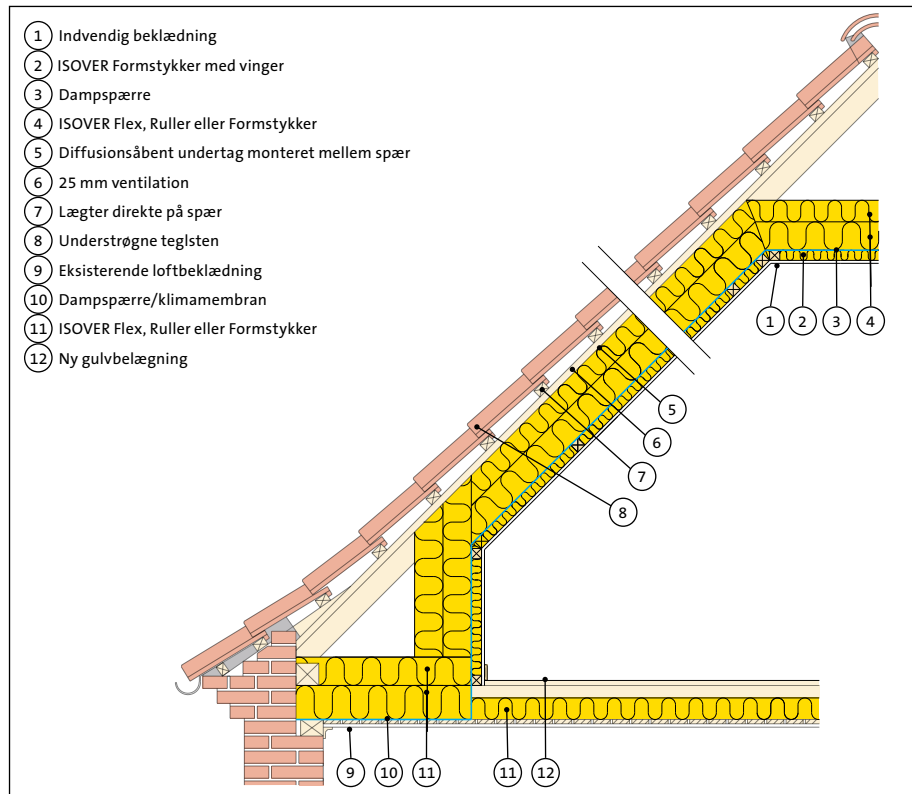 1 Indvendig beklædning
2 ISOVER Formstykker med vinger
3 Dampspærre
4 ISOVER Flex, Ruller eller Formstykker
5 Diffusionsåbent undertag monteret mellem spær
6 25 mm ventilation
7 Lægter direkte på spær
8 Understrøgne teglsten
9 Eksisterende loftbeklædning
10 Dampspærre/klimamembran
11 ISOVER Flex, Ruller eller Formstykker
12 Ny gulvbelægning
1 2 3 4
5
6
7
8
9 10 11 11 12